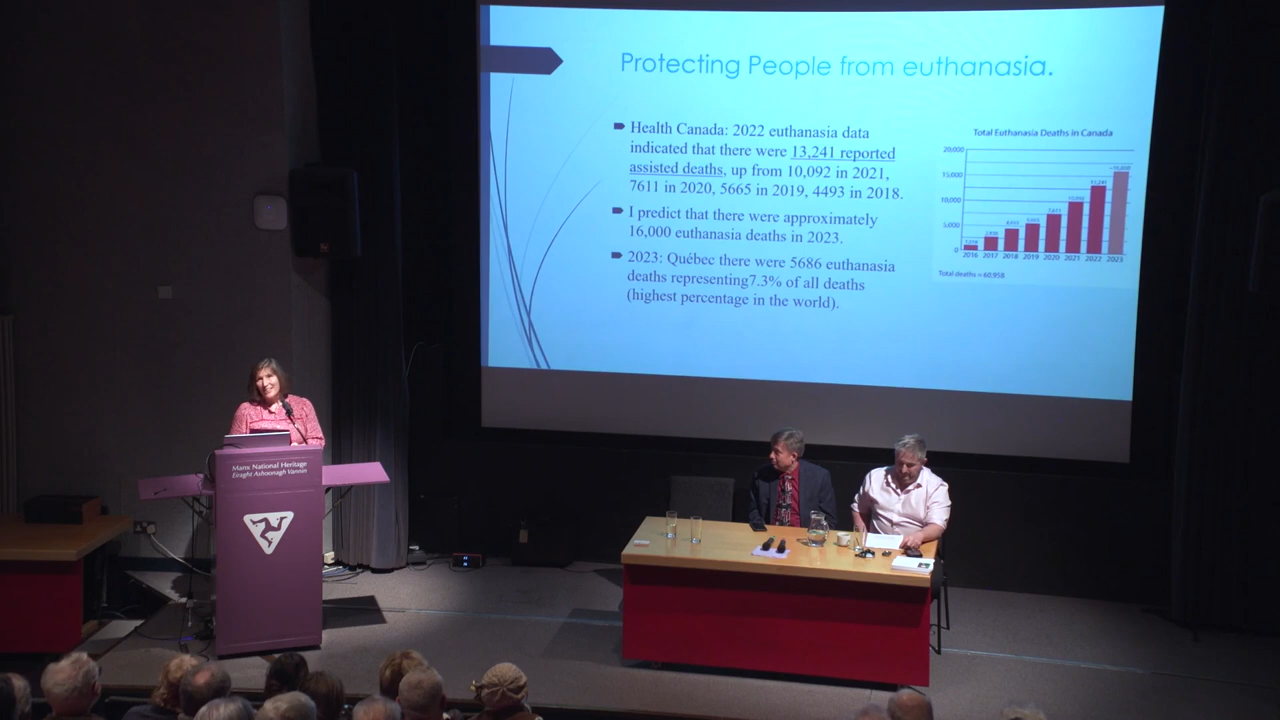 Protecting People from euthanasia.
Health Canada: 2022 euthanasia data
indicated that there were 13,241 reported
assisted deaths, up from 10,092 in 2021,
7611 in 2020, 5665 in 2019, 4493 in 2018.
I predict that there were approximately
16,000 euthanasia deaths in 2023.
2023: Québec there were 5686 euthanasia
deaths representing7.3% of all deaths
(highest percentage in the world).
Total Euthanasia Deaths in Canada
20,000
15,000
10,000
5,000
0
13,241
2016 2017 2018 2019 2020 2021 2022 2023
Total deaths = 60,958
Manx National Heritage
Eiraght Ashoonagh Vannin